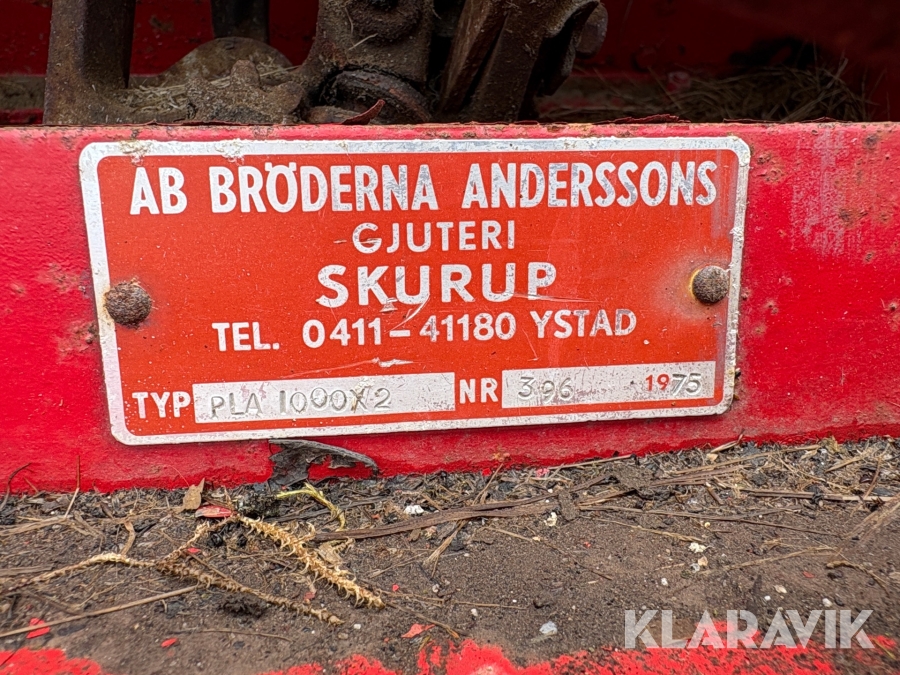 AB BRÖDERNA ANDERSSONS
GJUTERI
SKURUP
TEL. 0411-41180 YSTAD
TYP PLA 1000X2 NR 396 1975
KLARAVIK